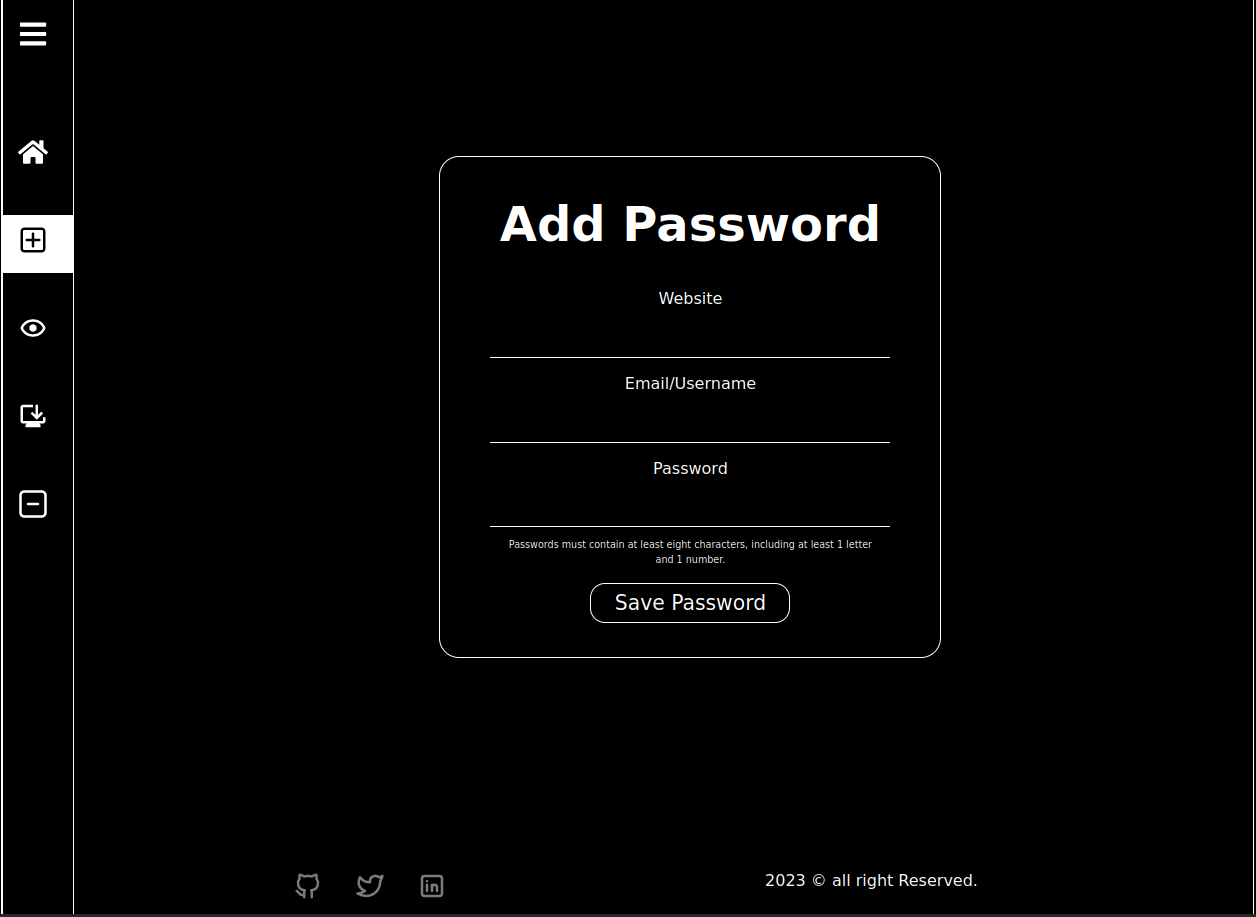 Add Password
Website
Email/Username
Password
Passwords must contain at least eight characters, including at least 1 letter
and 1 number.
Save Password
2023 © all right Reserved.